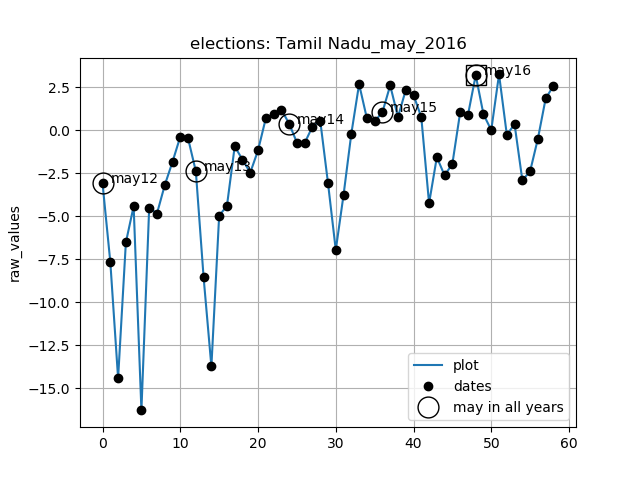 elections: Tamil Nadu_may_2016
raw_values
2.5
0.0
−2.5
−5.0
−7.5
−10.0
−12.5
−15.0
may12
may13
may14
may15
may16
plot
dates
may in all years
0 10 20 30 40 50 60